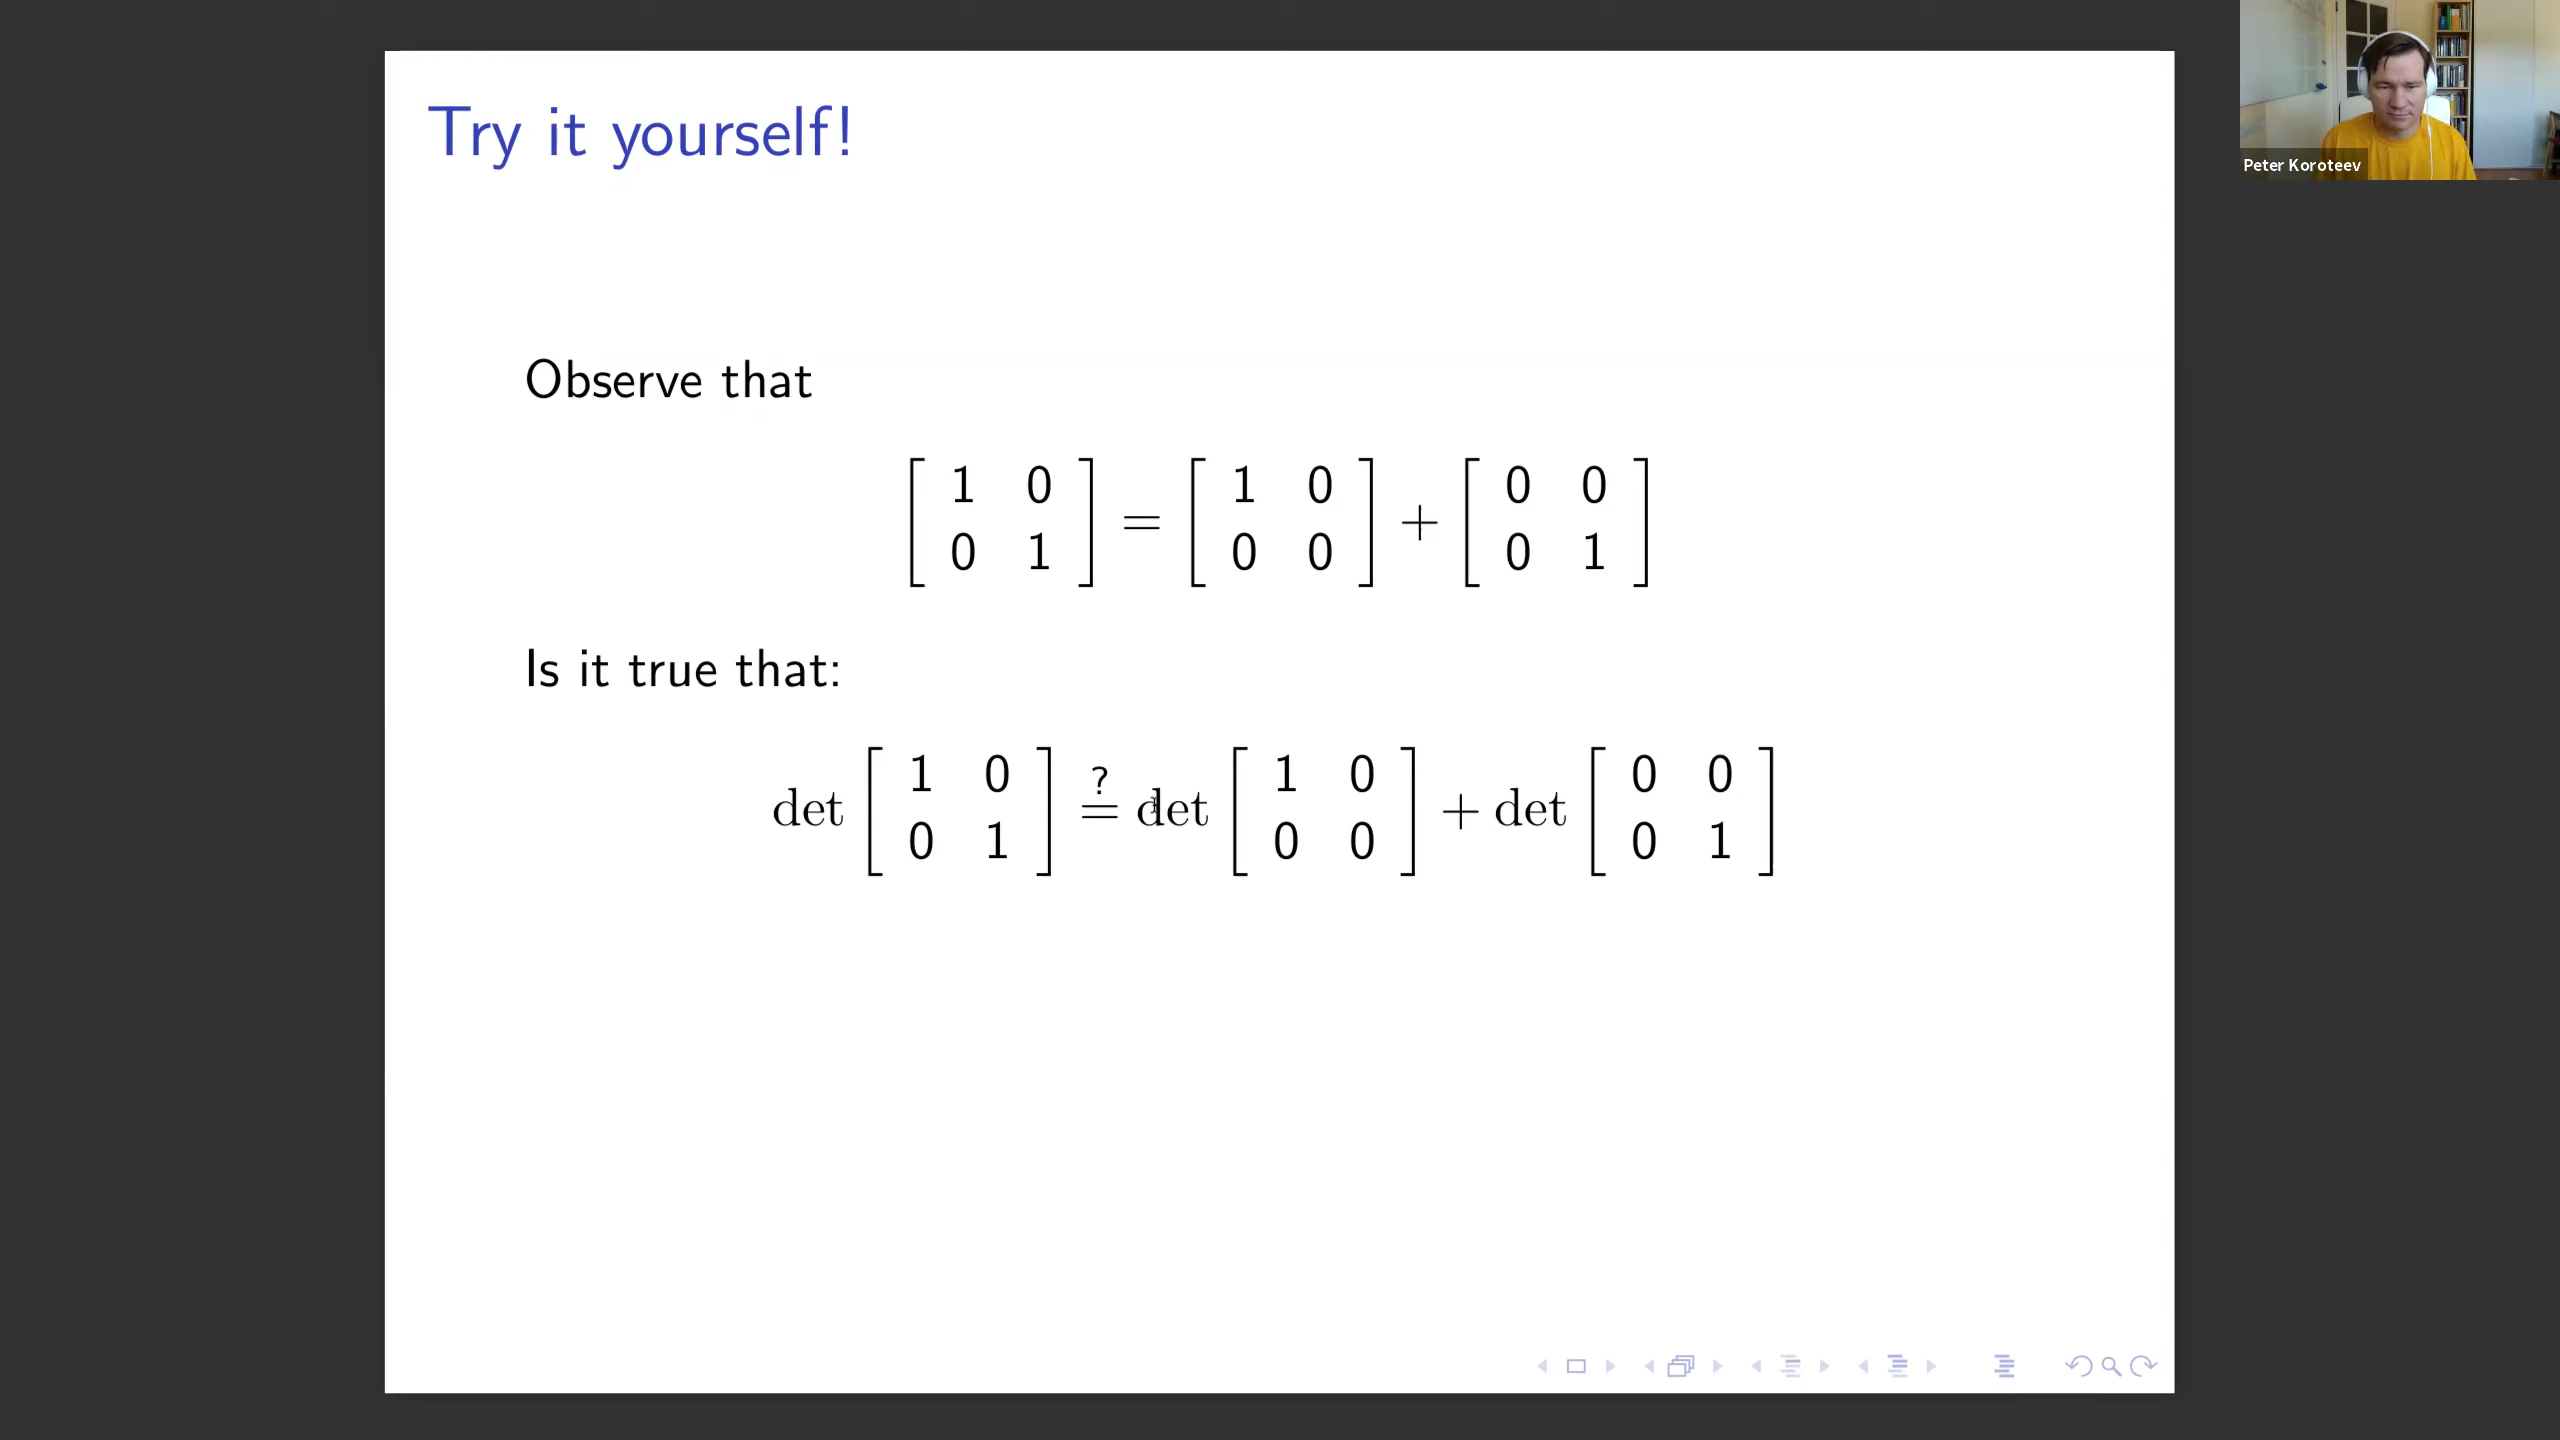 Try it yourself!
Peter Koroteev
Observe that
[ 1 0 ] = [ 1 0 ] + [ 0 0 ]
[ 0 1 ]   [ 0 0 ]   [ 0 1 ]
Is it true that:
det [ 1 0 ] ?= det [ 1 0 ] + det [ 0 0 ]
    [ 0 1 ]        [ 0 0 ]       [ 0 1 ]